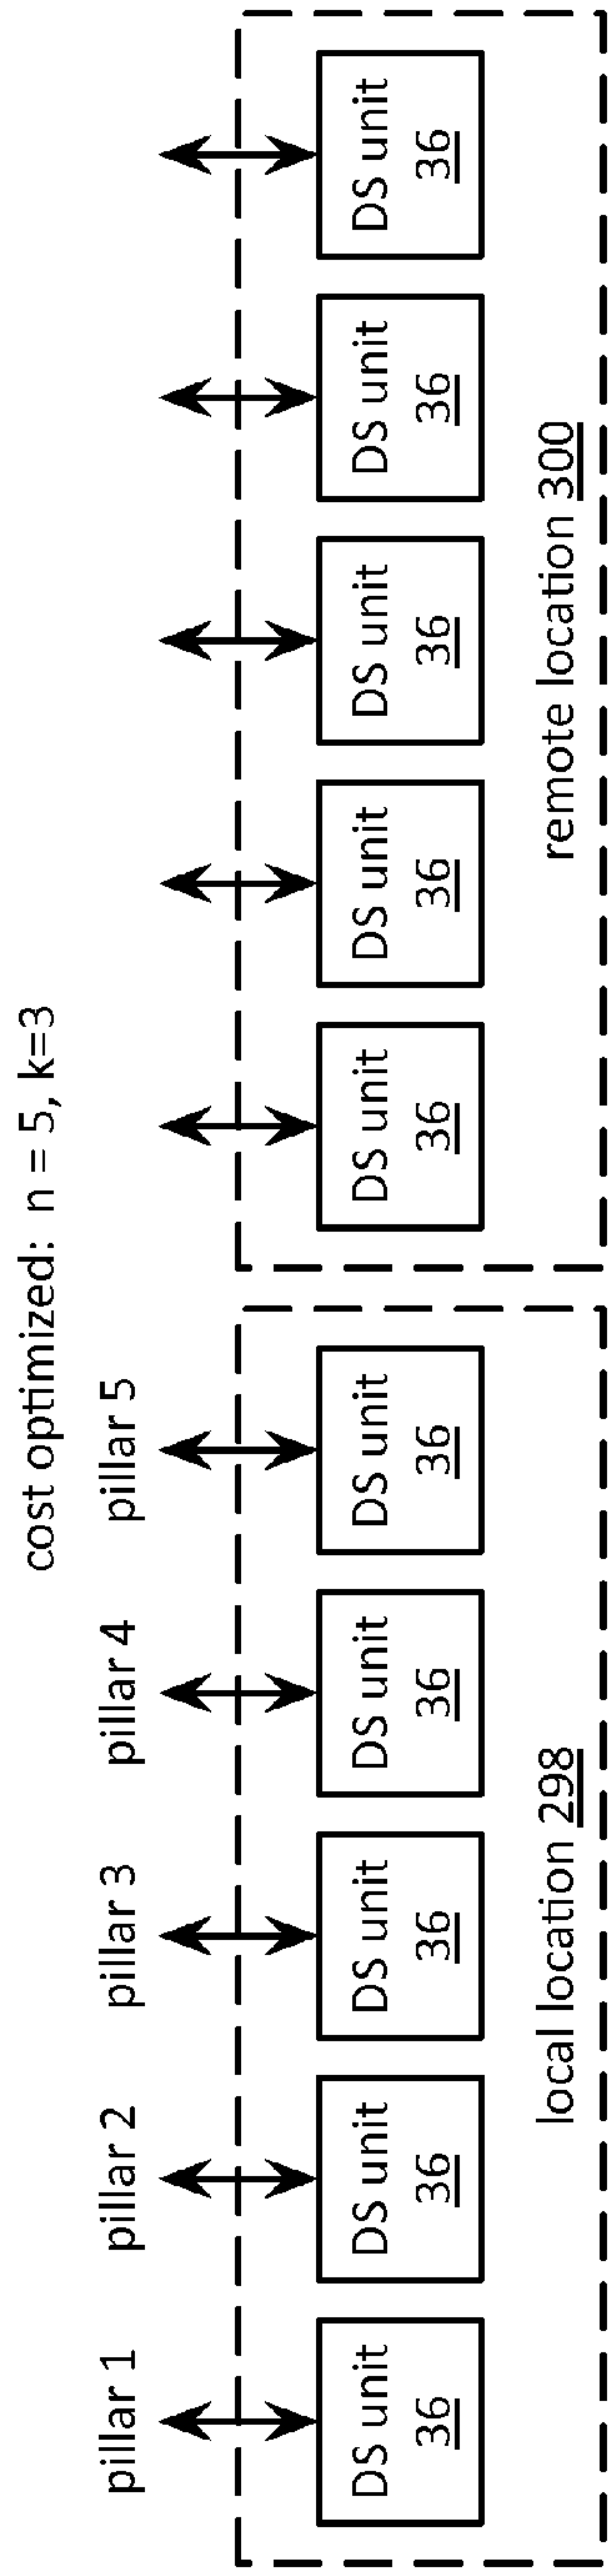 cost optimized:  n = 5, k=3
pillar 1
pillar 2
pillar 3
pillar 4
pillar 5
DS unit
36
DS unit
36
DS unit
36
DS unit
36
DS unit
36
local location 298
DS unit
36
DS unit
36
DS unit
36
DS unit
36
DS unit
36
remote location 300